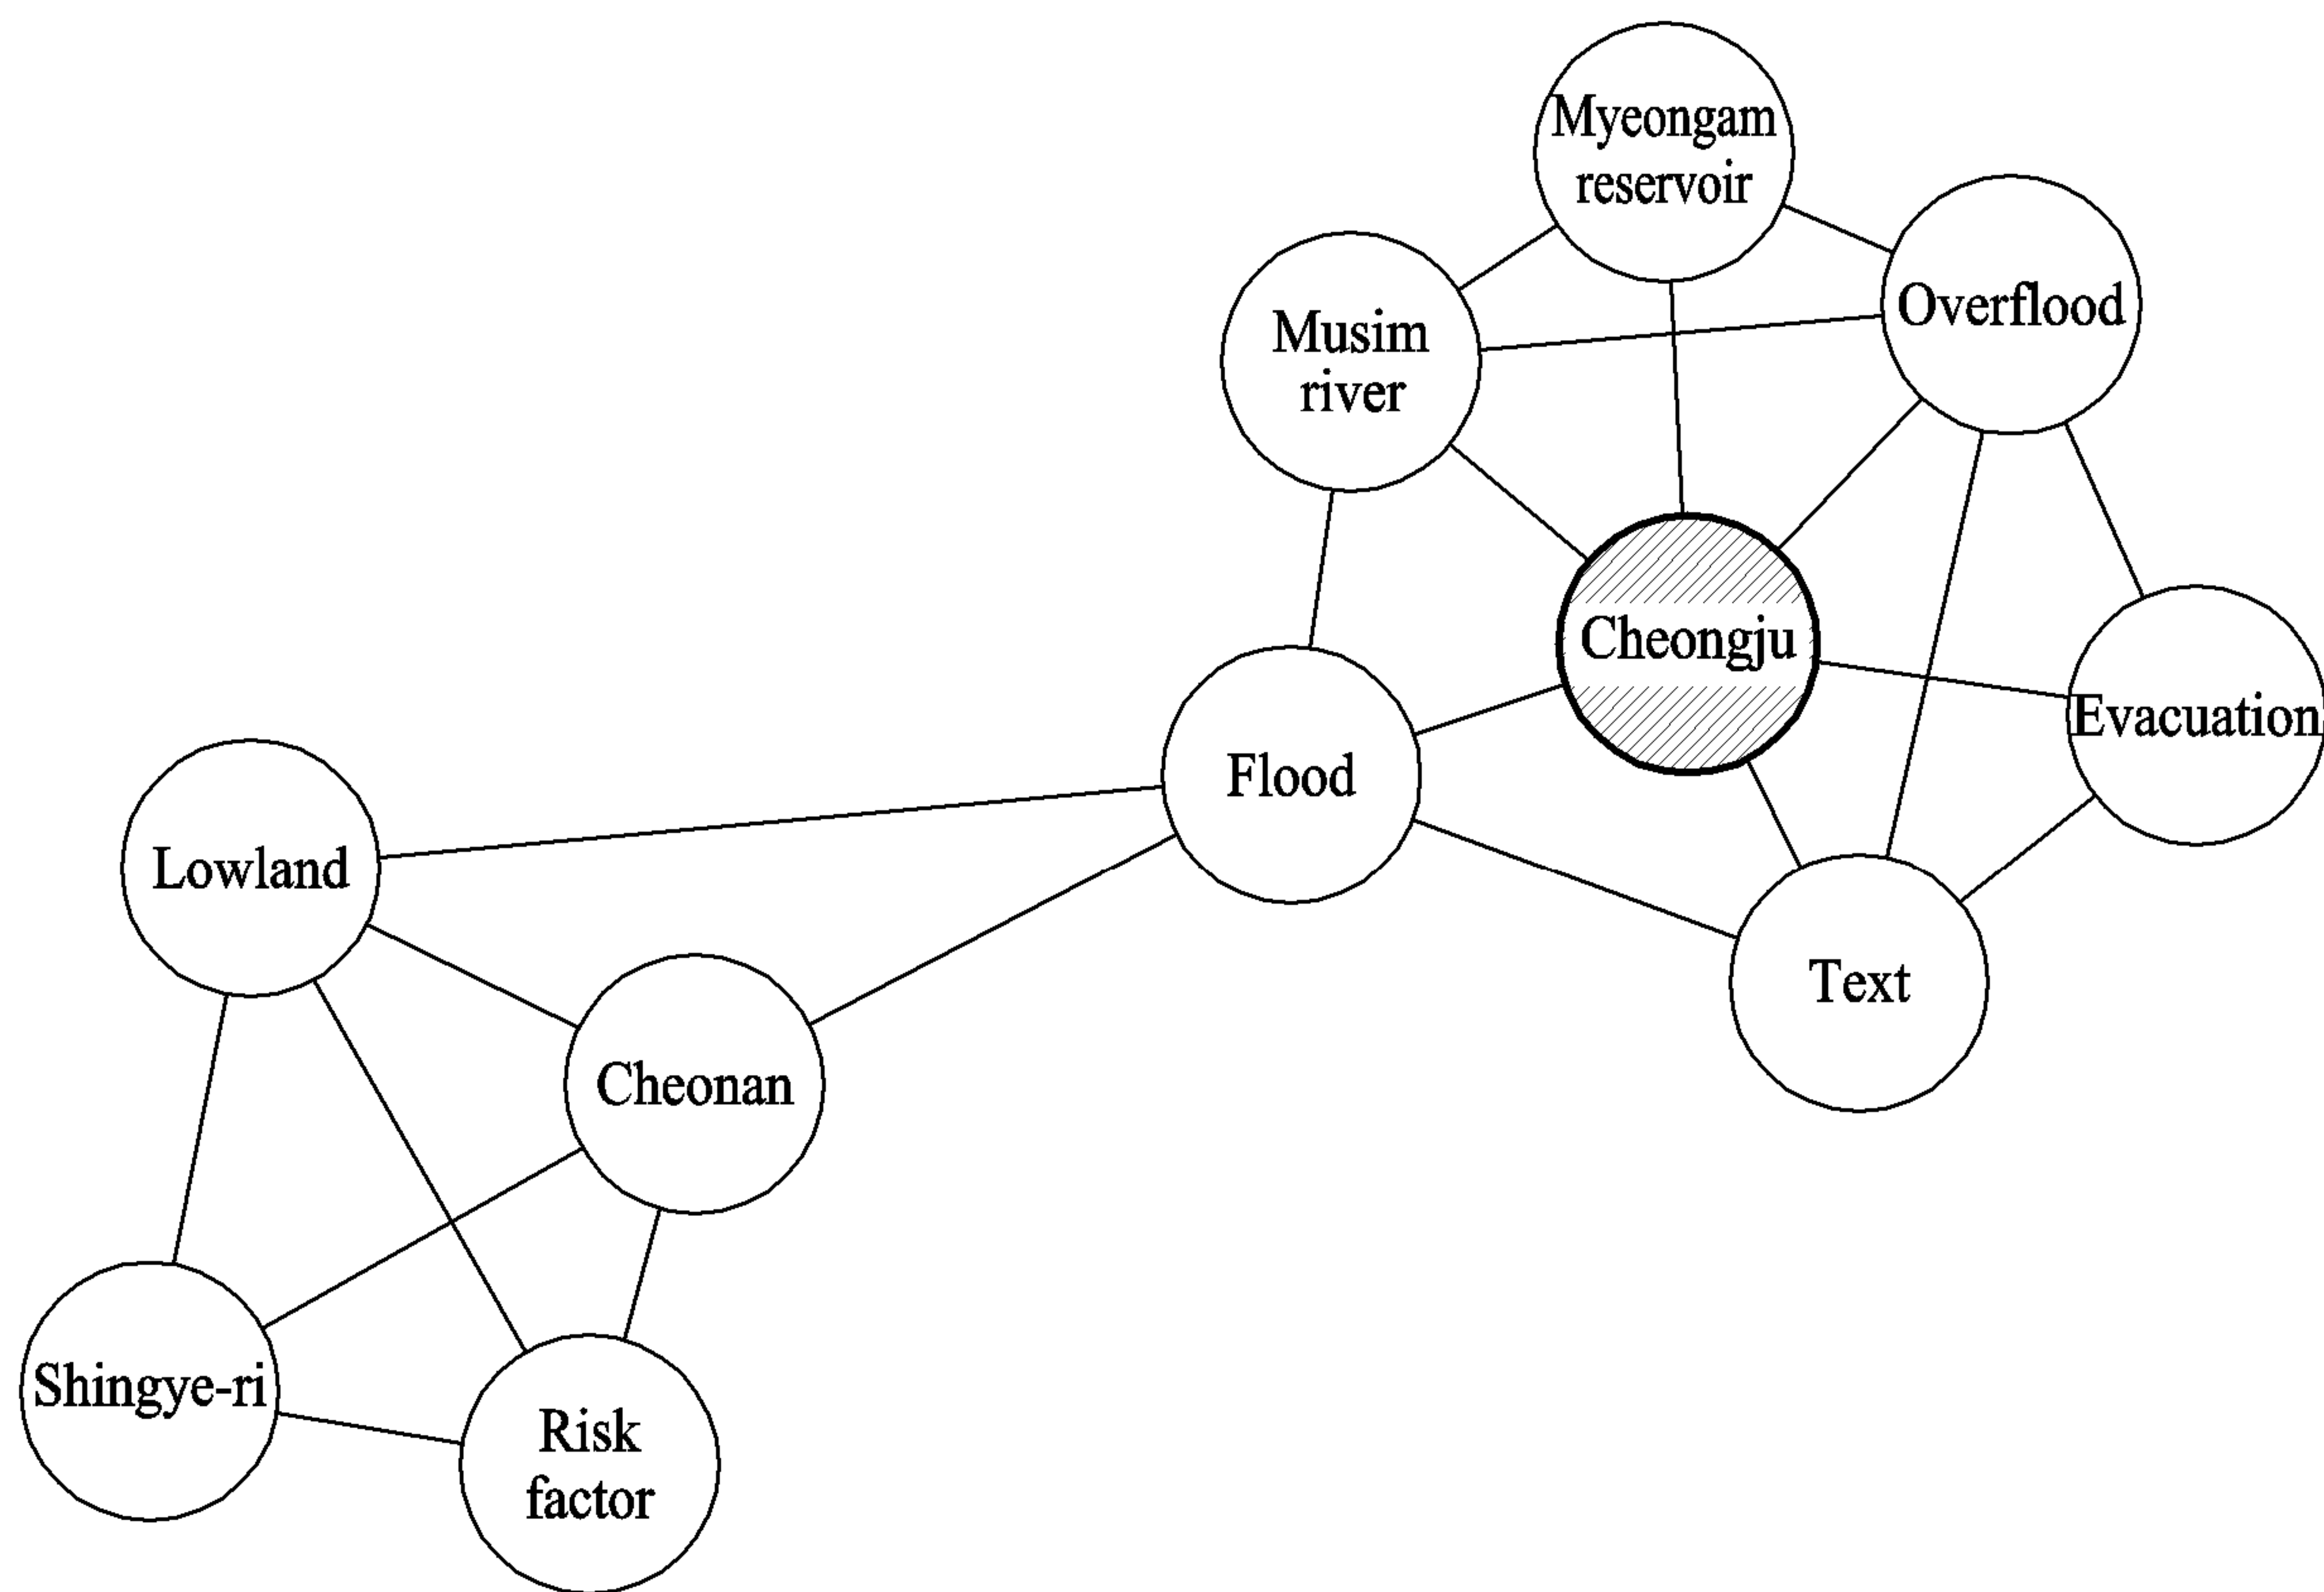 Myeongam
reservoir
Overflood
Musim
river
Cheongju
Evacuation
Flood
Lowland
Text
Cheonan
Shingye-ri
Risk
factor